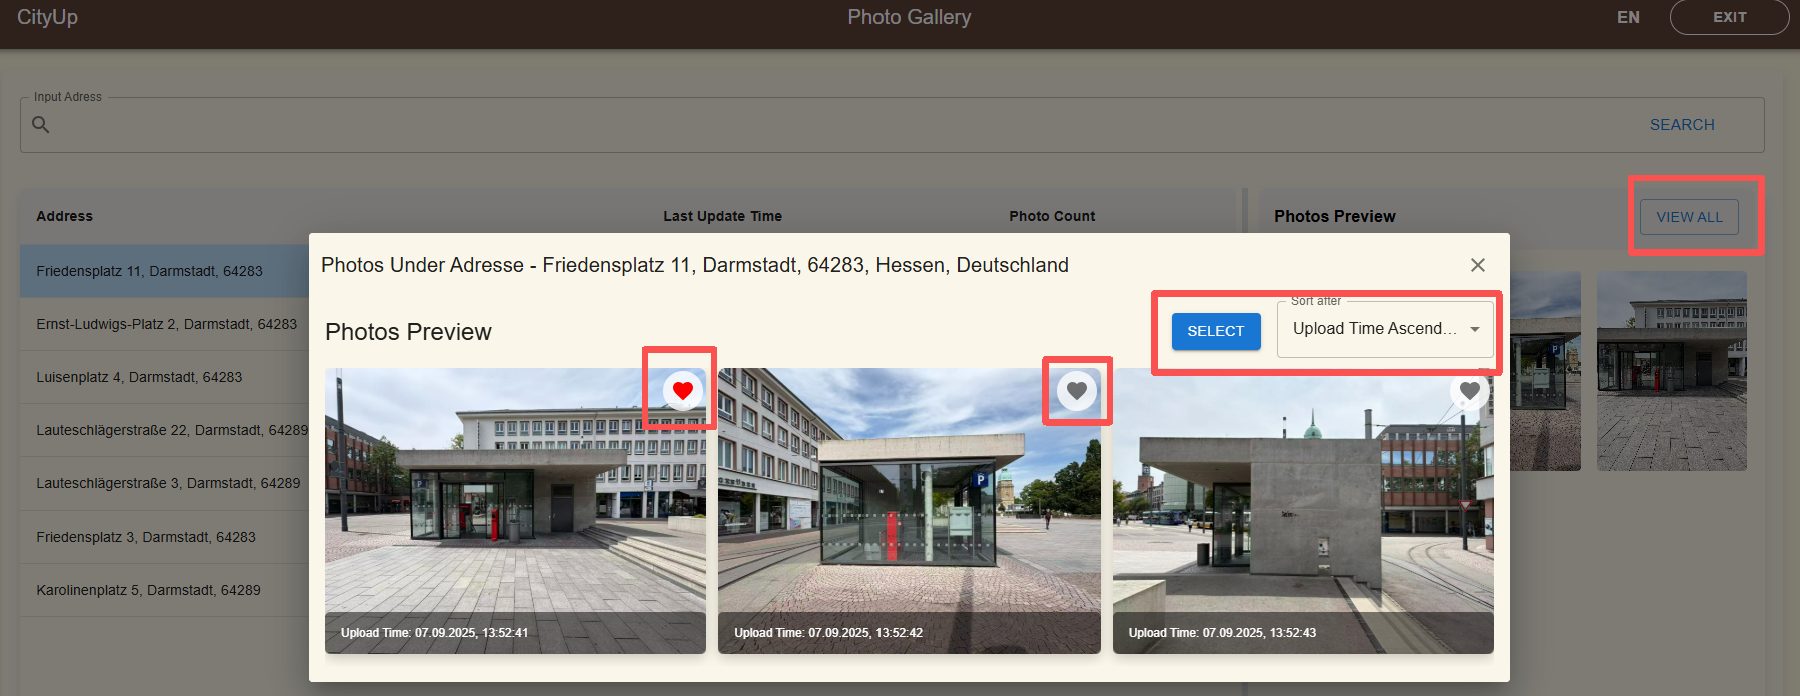 CityUp
Photo Gallery
EN
EXIT
Input Adress
SEARCH
Address
Last Update Time
Photo Count
Photos Preview
VIEW ALL
Friedensplatz 11, Darmstadt, 64283
Ernst-Ludwigs-Platz 2, Darmstadt, 64283
Luisenplatz 4, Darmstadt, 64283
Lauteschlägerstraße 22, Darmstadt, 64289
Lauteschlägerstraße 3, Darmstadt, 64289
Friedensplatz 3, Darmstadt, 64283
Karolinenplatz 5, Darmstadt, 64289
Photos Under Adresse - Friedensplatz 11, Darmstadt, 64283, Hessen, Deutschland
Photos Preview
SELECT
Sort after
Upload Time Ascend...
P
Upload Time: 07.09.2025, 13:52:41
Upload Time: 07.09.2025, 13:52:42
Upload Time: 07.09.2025, 13:52:43